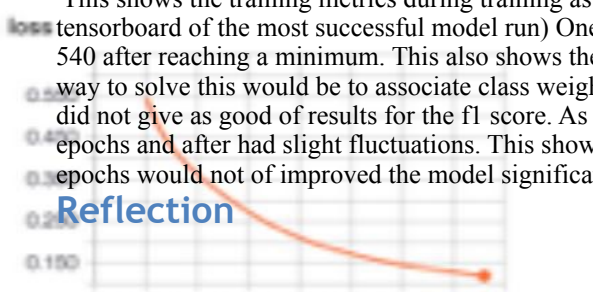 This shows the training metrics during training as
loss tensorboard of the most successful model run) One
540 after reaching a minimum. This also shows the
way to solve this would be to associate class weigh
did not give as good of results for the f1 score. As
epochs and after had slight fluctuations. This show
epochs would not of improved the model significa
Reflection
0.150